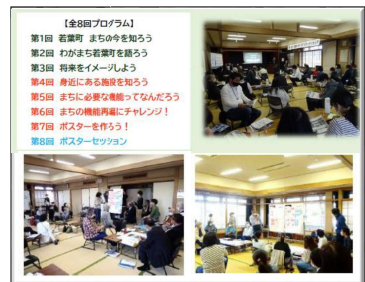 【全8回プログラム】
第1回 若葉町 まちの今を知ろう
第2回 わがまち若葉町を語ろう
第3回 将来をイメージしよう
第4回 身近にある施設を知ろう
第5回 まちに必要な機能ってなんだろう
第6回 まちの機能再編にチャレンジ！
第7回 ポスターを作ろう！
第8回 ポスターセッション